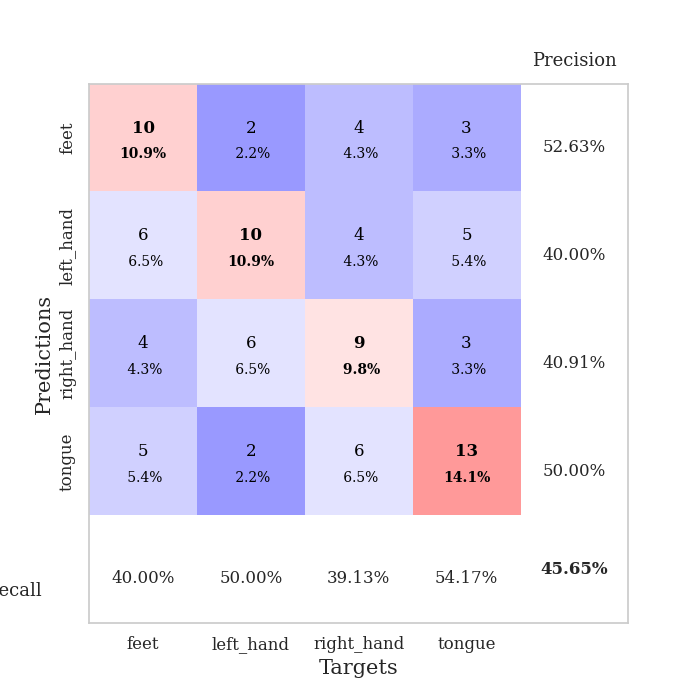 Precision
feet
10 2 4 3
10.9% 2.2% 4.3% 3.3%
52.63%
left_hand
6 10 4 5
6.5% 10.9% 4.3% 5.4%
40.00%
Predictions
right_hand
4 6 9 3
4.3% 6.5% 9.8% 3.3%
40.91%
tongue
5 2 6 13
5.4% 2.2% 6.5% 14.1%
50.00%
ecall
40.00% 50.00% 39.13% 54.17% 45.65%
feet left_hand right_hand tongue
Targets